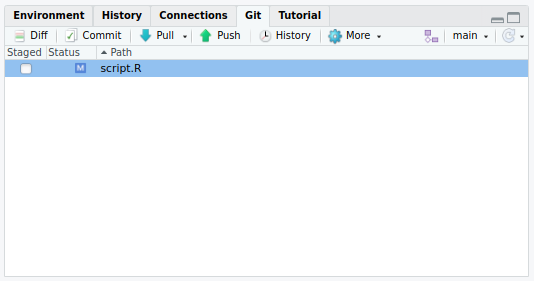 Environment History Connections Git Tutorial
Diff Commit Pull Push History More main
Staged Status Path
M script.R